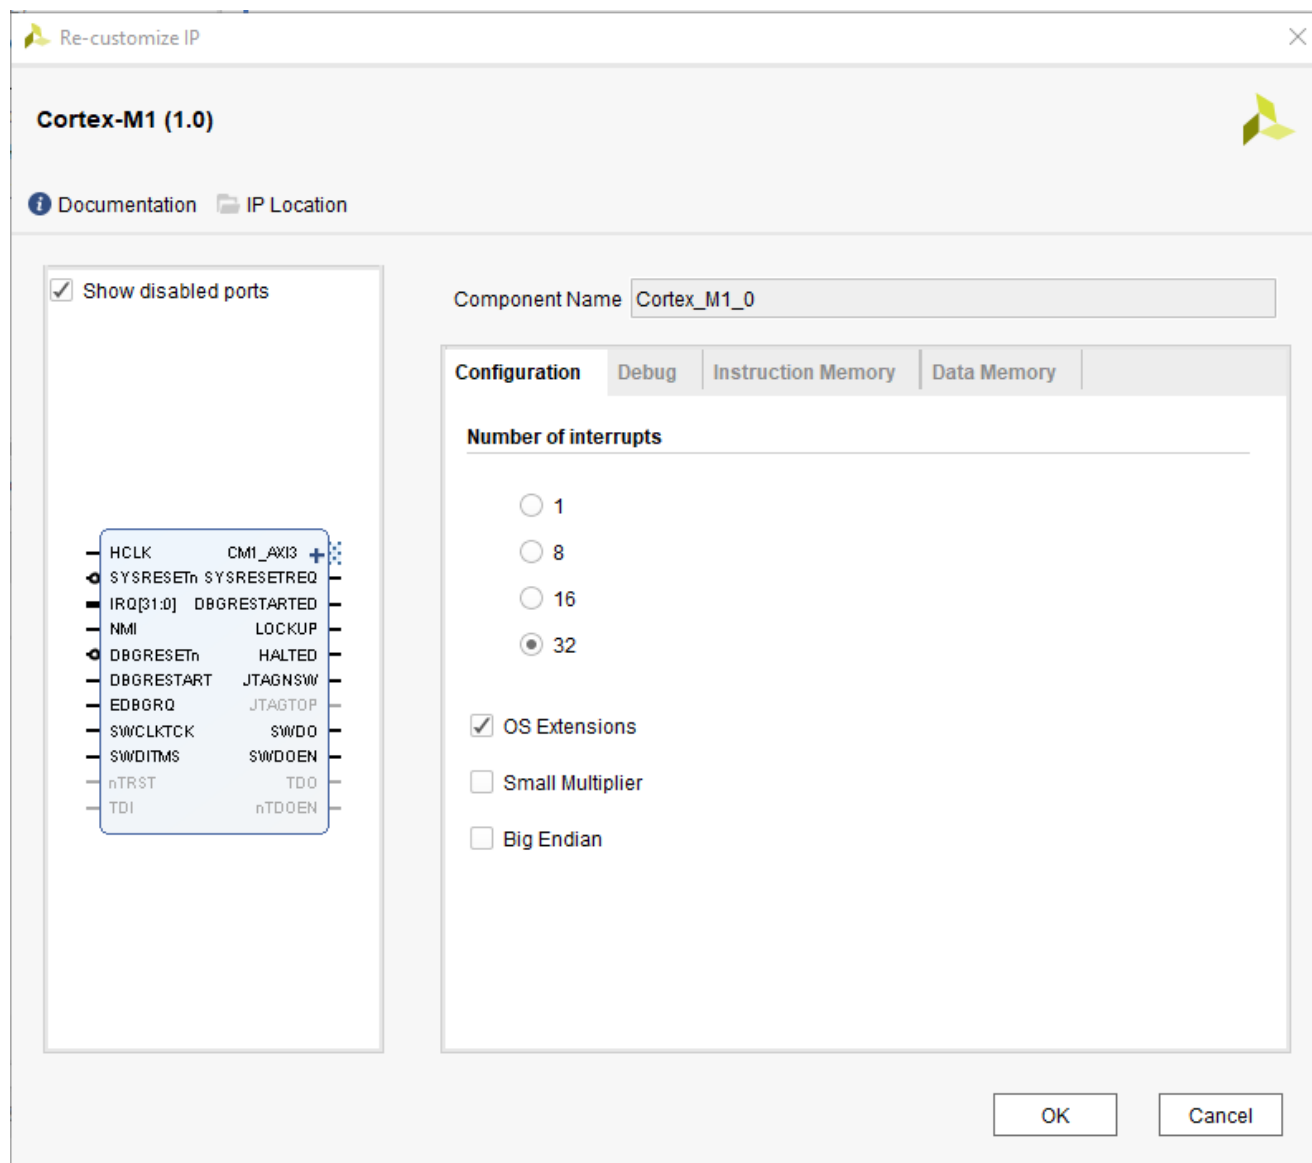 Re-customize IP
Cortex-M1 (1.0)
Documentation IP Location
Show disabled ports
HCLK CM1_AXI3
SYSRESETn SYSRESETREQ
IRQ[31:0] DBGRESTARTED
NMI LOCKUP
DBGRESETn HALTED
DBGRESTART JTAGNSW
EDBGRQ JTAGTOP
SWCLKTCK SWDO
SWDITMS SWDOEN
nTRST TDO
TDI nTDOEN
Component Name Cortex_M1_0
Configuration Debug Instruction Memory Data Memory
Number of interrupts
1
8
16
32
OS Extensions
Small Multiplier
Big Endian
OK Cancel